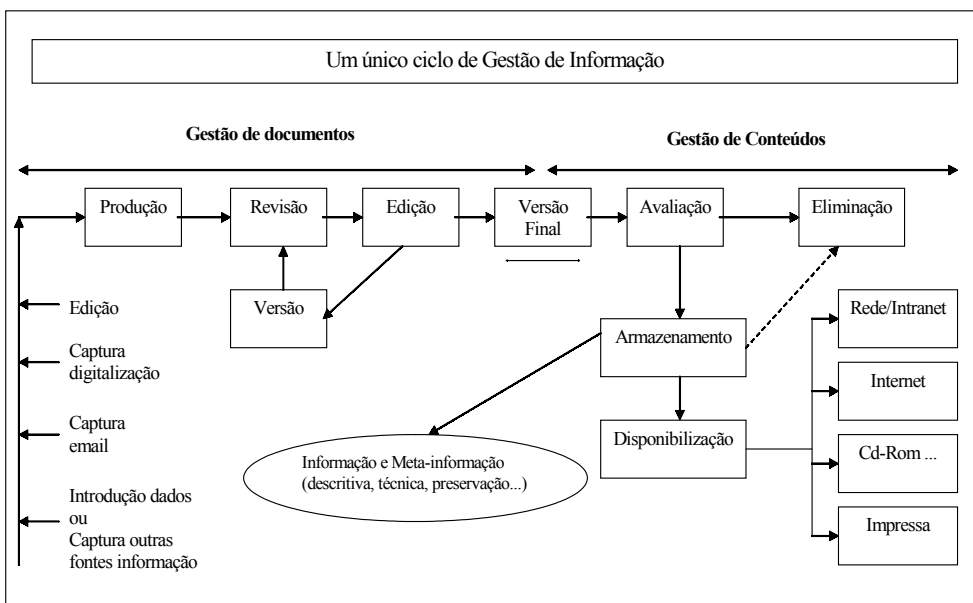 Um único ciclo de Gestão de Informação
Gestão de documentos
Gestão de Conteúdos
Produção
Revisão
Edição
Versão
Final
Avaliação
Eliminação
Edição
Versão
Rede/Intranet
Captura
digitalização
Armazenamento
Internet
Captura
email
Disponibilização
Cd-Rom ...
Informação e Meta-informação
(descritiva, técnica, preservação...)
Introdução dados
ou
Captura outras
fontes informação
Impressa